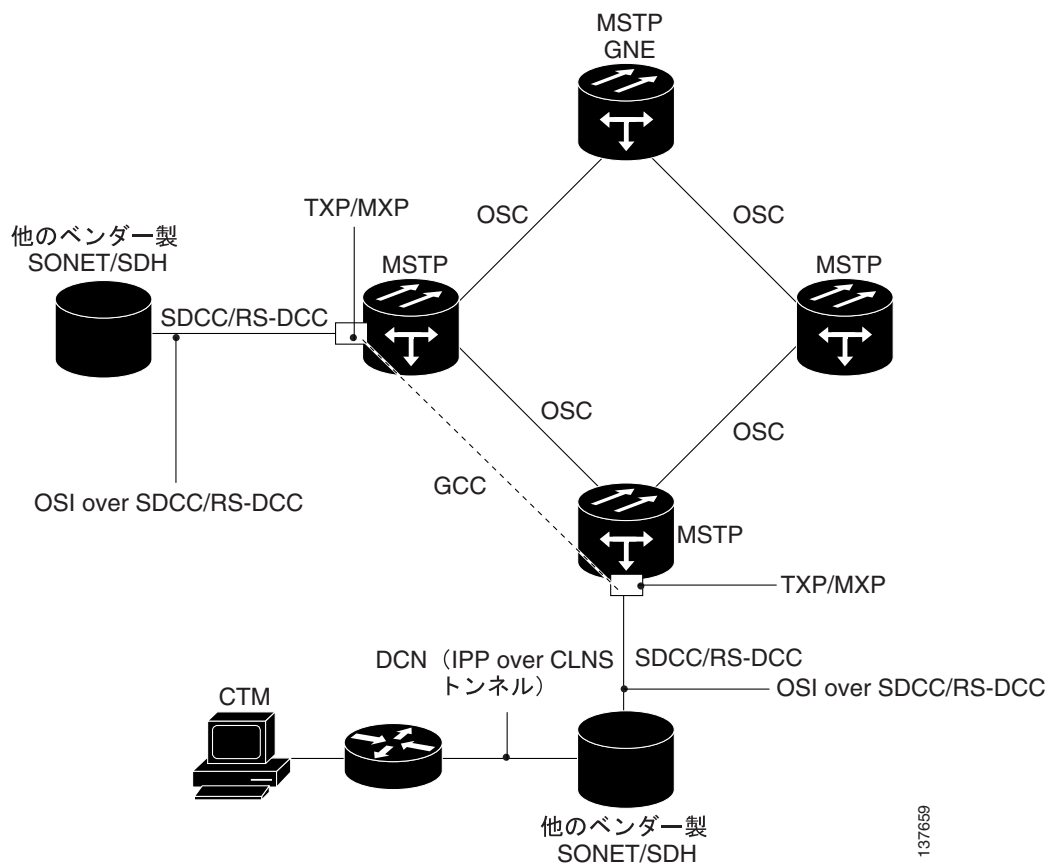 MSTP
GNE
TXP/MXP
OSC
OSC
他のベンダー製
SONET/SDH
MSTP
MSTP
SDCC/RS-DCC
OSC
OSC
GCC
OSI over SDCC/RS-DCC
MSTP
TXP/MXP
DCN（IPP over CLNS
トンネル）
SDCC/RS-DCC
OSI over SDCC/RS-DCC
CTM
他のベンダー製
SONET/SDH
137659